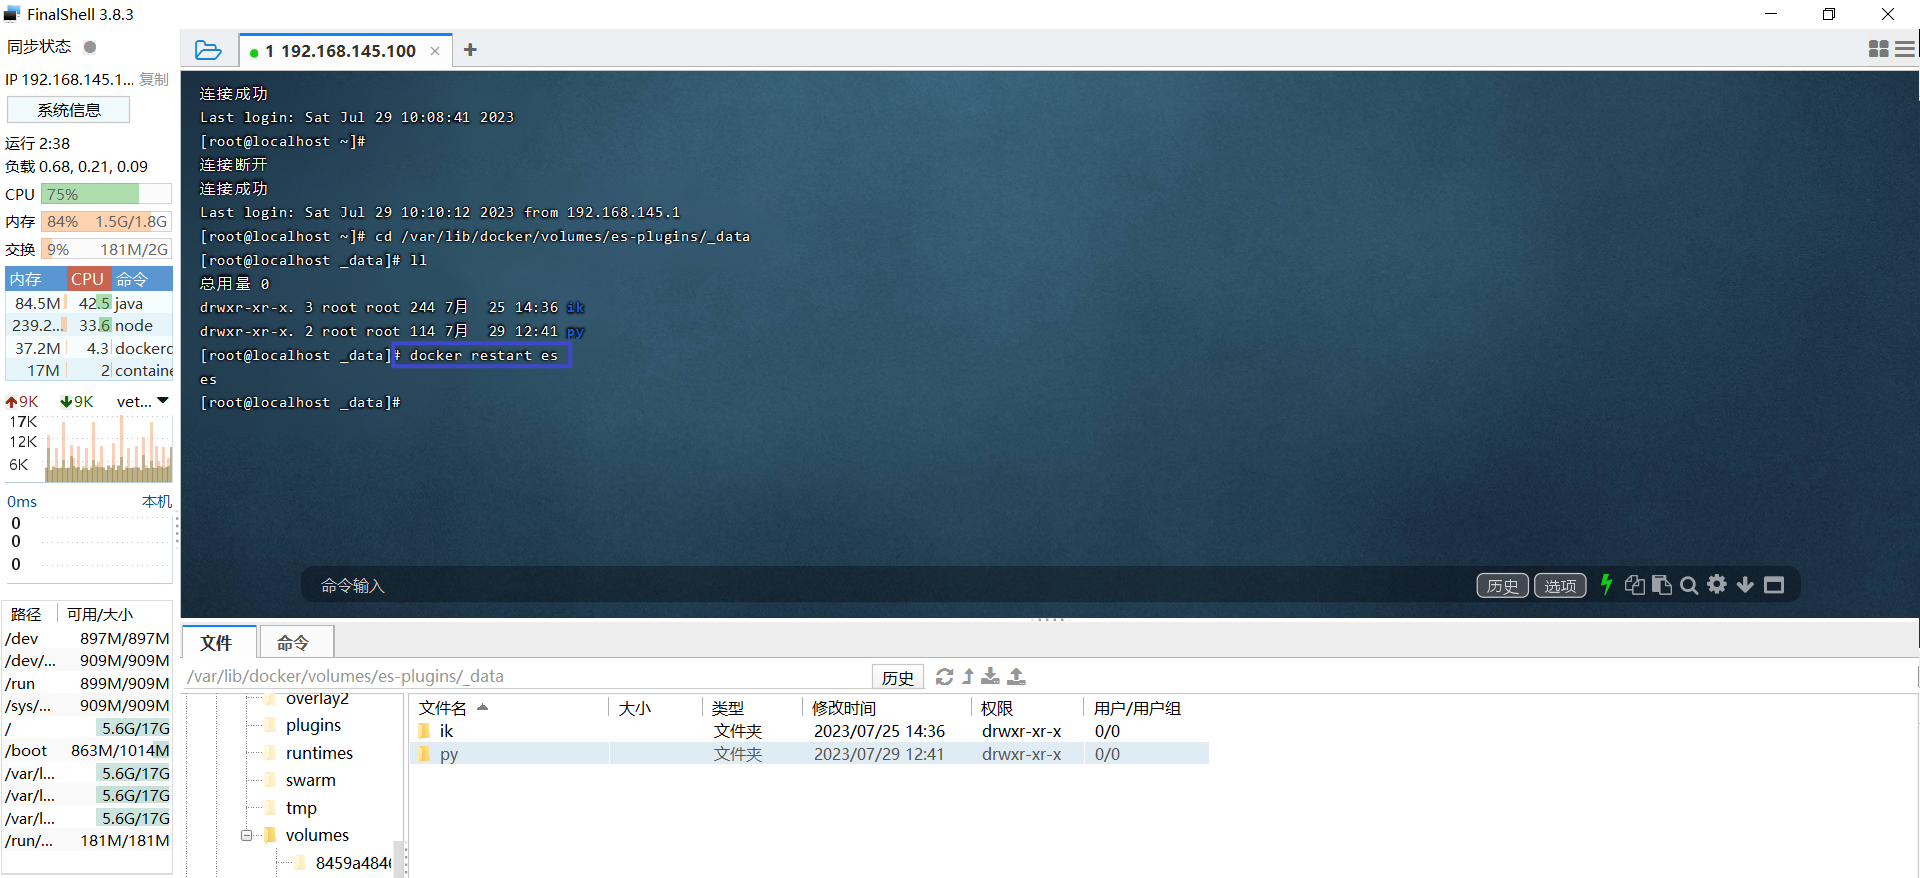 FinalShell 3.8.3
同步状态
IP 192.168.145.1... 复制
系统信息
运行 2:38
负载 0.68, 0.21, 0.09
CPU 75%
内存 84% 1.5G/1.8G
交换 9% 181M/2G
内存 CPU 命令
84.5M 42.5 java
239.2... 33.6 node
37.2M 4.3 dockerd
17M 2 containe
9K 9K vet...
17K
12K
6K
0ms 本机
0
0
0
路径 可用/大小
/dev 897M/897M
/dev/... 909M/909M
/run 899M/909M
/sys/... 909M/909M
/ 5.6G/17G
/boot 863M/1014M
/var/l... 5.6G/17G
/var/l... 5.6G/17G
/var/l... 5.6G/17G
/run/... 181M/181M
1 192.168.145.100 × +
连接成功
Last login: Sat Jul 29 10:08:41 2023
[root@localhost ~]#
连接断开
连接成功
Last login: Sat Jul 29 10:10:12 2023 from 192.168.145.1
[root@localhost ~]# cd /var/lib/docker/volumes/es-plugins/_data
[root@localhost _data]# ll
总用量 0
drwxr-xr-x. 3 root root 244 7月  25 14:36 ik
drwxr-xr-x. 2 root root 114 7月  29 12:41 py
[root@localhost _data]# docker restart es
es
[root@localhost _data]#
命令输入 历史 选项
文件 命令
/var/lib/docker/volumes/es-plugins/_data 历史
overlay2
plugins
runtimes
swarm
tmp
volumes
8459a484
文件名 大小 类型 修改时间 权限 用户/用户组
ik 文件夹 2023/07/25 14:36 drwxr-xr-x 0/0
py 文件夹 2023/07/29 12:41 drwxr-xr-x 0/0